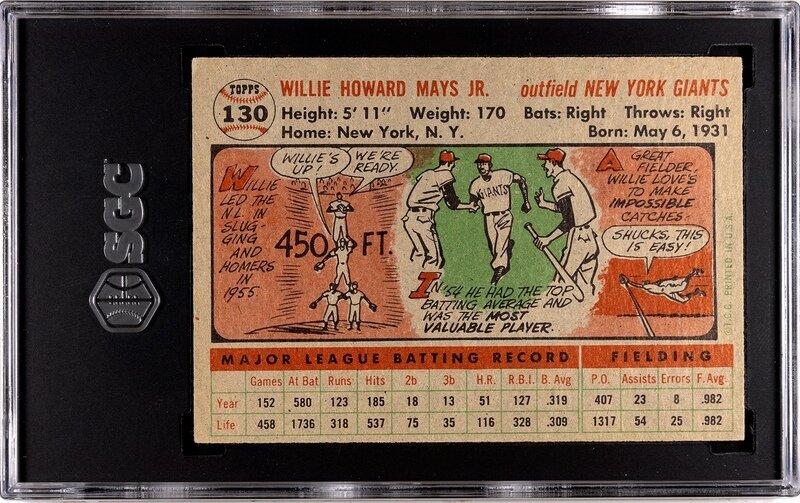 SGC
TOPPS
130
WILLIE HOWARD MAYS JR. outfield NEW YORK GIANTS
Height: 5' 11" Weight: 170 Bats: Right Throws: Right
Home: New York, N. Y. Born: May 6, 1931
WILLIE
LED THE
N.L. IN
SLUG-
GING
AND
HOMERS
IN
1955.
WILLIE'S
UP!
WE'RE
READY.
450 FT.
GIANTS
IN '54 HE HAD THE TOP
BATTING AVERAGE AND
WAS THE MOST
VALUABLE PLAYER.
A GREAT
FIELDER,
WILLIE LOVES
TO MAKE
IMPOSSIBLE
CATCHES.
SHUCKS, THIS
IS EASY!
©T.C.G. PRINTED IN U.S.A.
MAJOR LEAGUE BATTING RECORD FIELDING
Games At Bat Runs Hits 2b 3b H.R. R.B.I. B. Avg P.O. Assists Errors F. Avg.
Year 152 580 123 185 18 13 51 127 .319 407 23 8 .982
Life 458 1736 318 537 75 35 116 328 .309 1317 54 25 .982